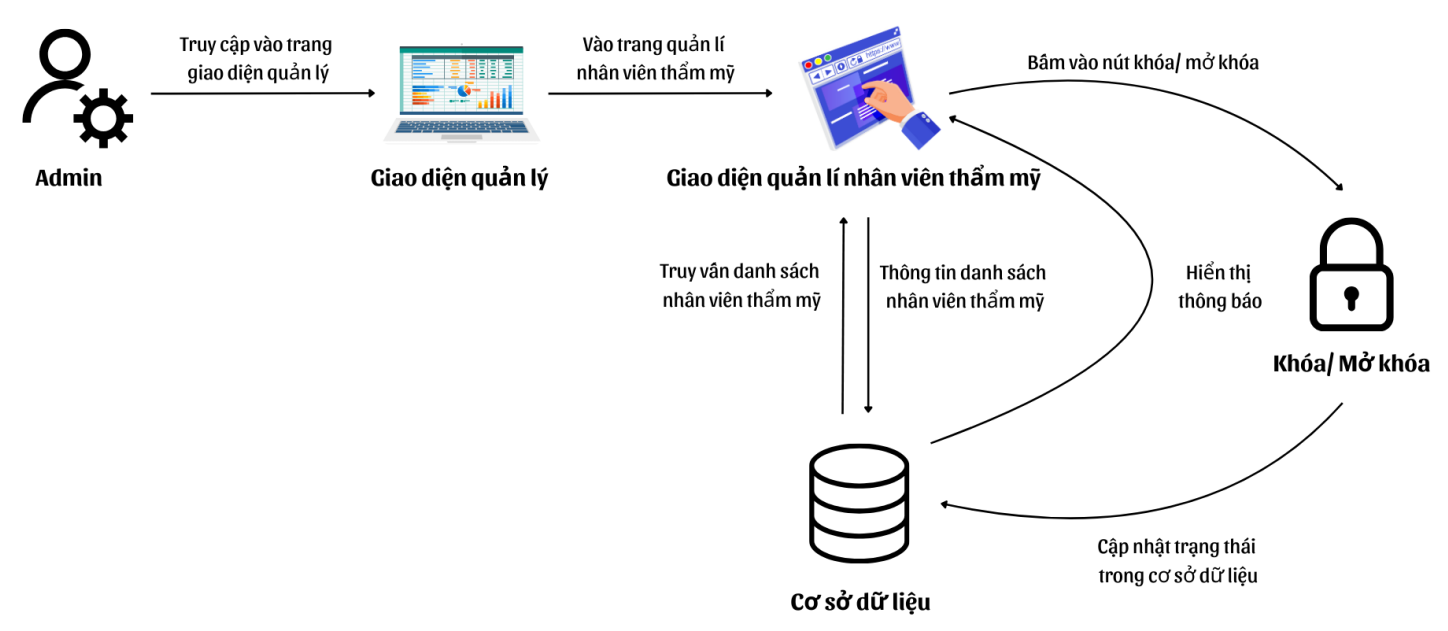 Truy cập vào trang
giao diện quản lý
Vào trang quản lí
nhân viên thẩm mỹ
https://www
Bấm vào nút khóa/ mở khóa
Admin
Giao diện quản lý
Giao diện quản lí nhân viên thẩm mỹ
Truy vấn danh sách
nhân viên thẩm mỹ
Thông tin danh sách
nhân viên thẩm mỹ
Hiển thị
thông báo
Khóa/ Mở khóa
Cập nhật trạng thái
trong cơ sở dữ liệu
Cơ sở dữ liệu